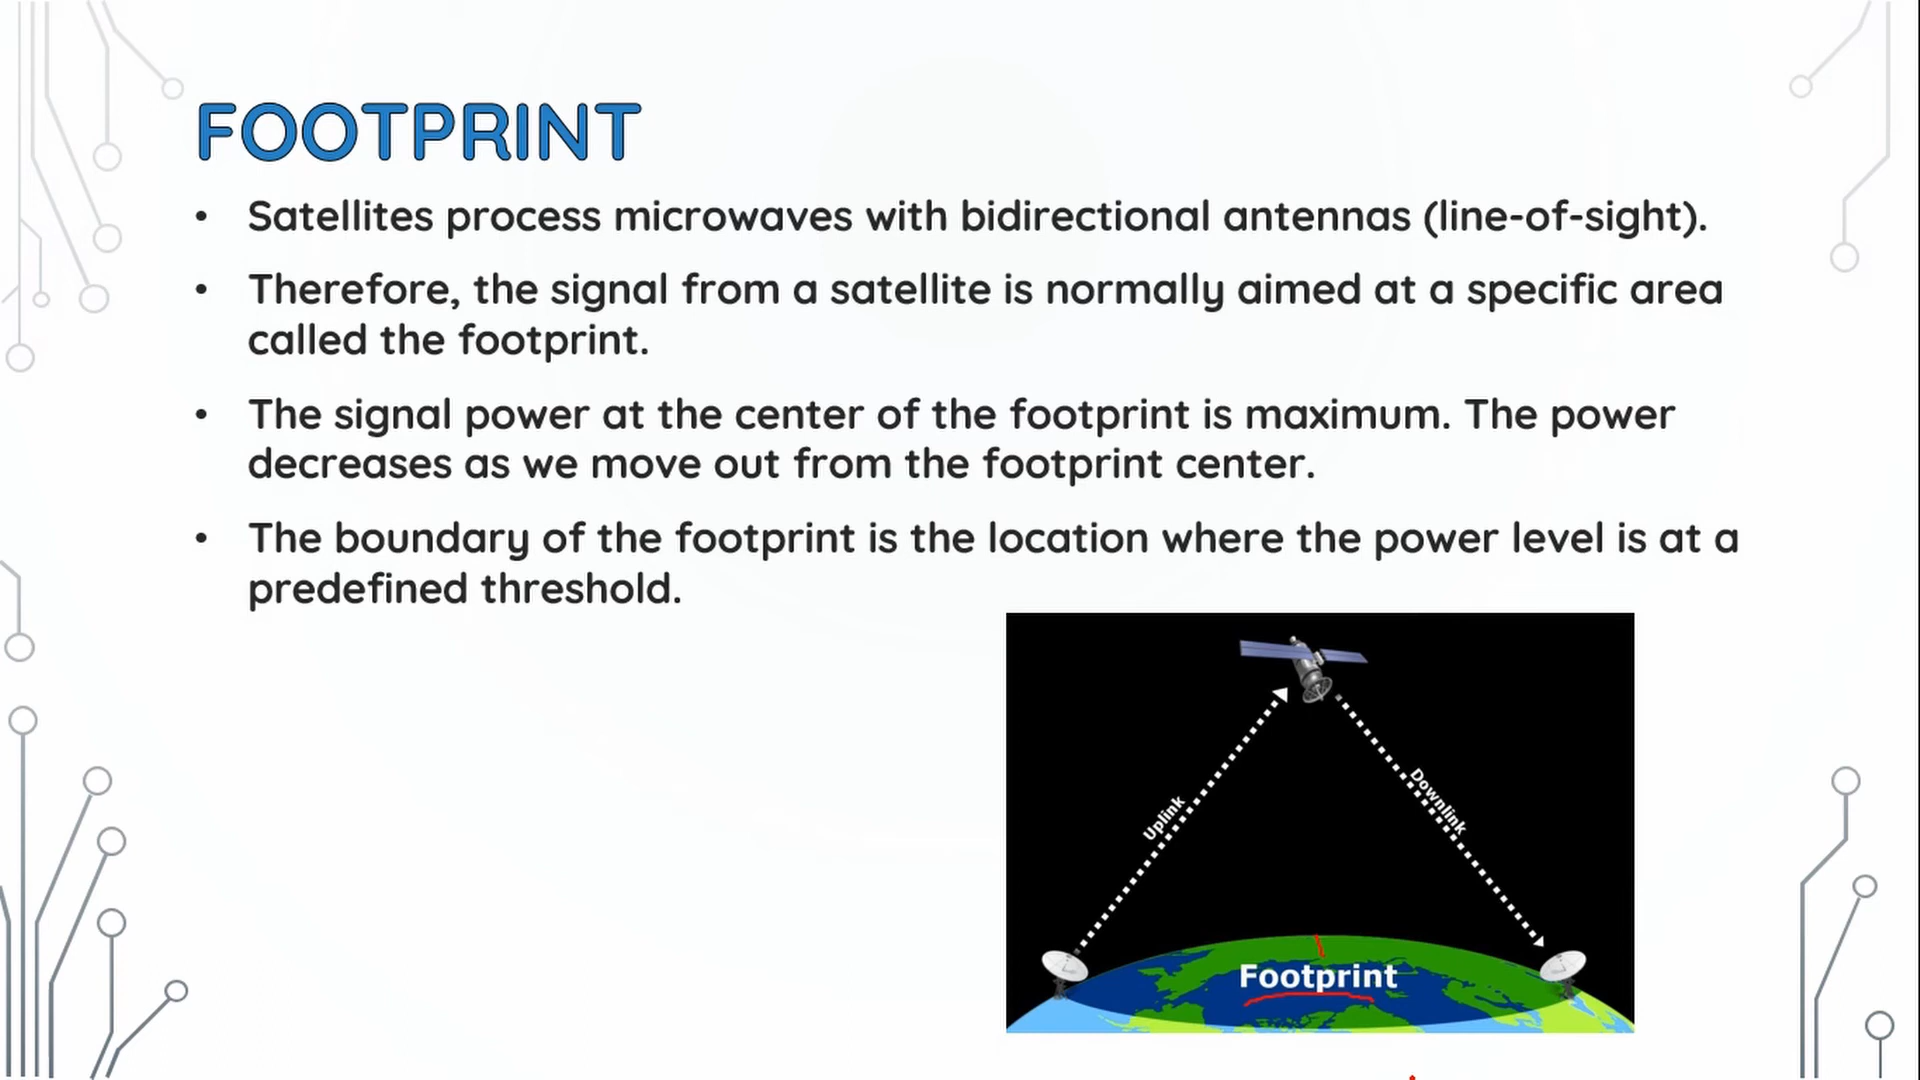 FOOTPRINT
• Satellites process microwaves with bidirectional antennas (line-of-sight).
• Therefore, the signal from a satellite is normally aimed at a specific area
called the footprint.
• The signal power at the center of the footprint is maximum. The power
decreases as we move out from the footprint center.
• The boundary of the footprint is the location where the power level is at a
predefined threshold.
Uplink
Downlink
Footprint